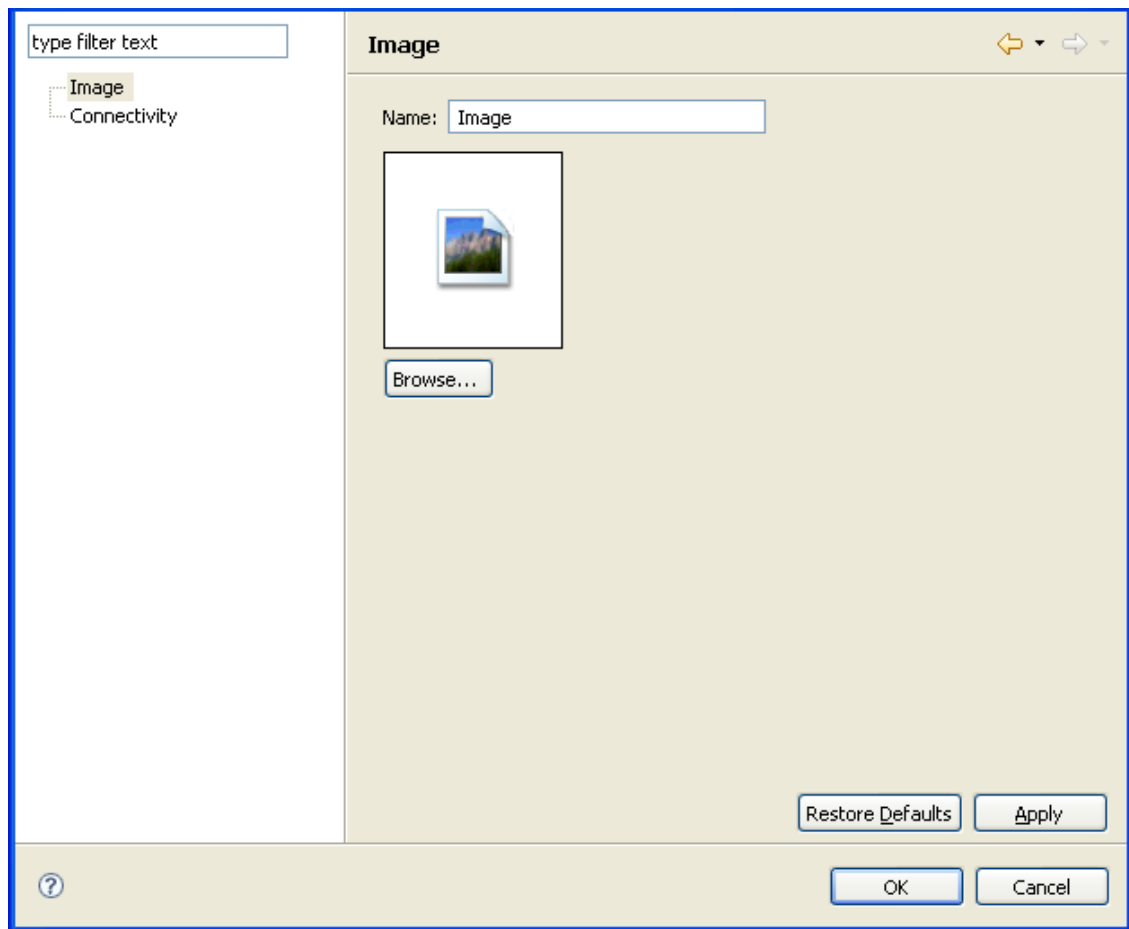 type filter text
Image
Connectivity
Image
Name: Image
Browse...
Restore Defaults Apply
? OK Cancel